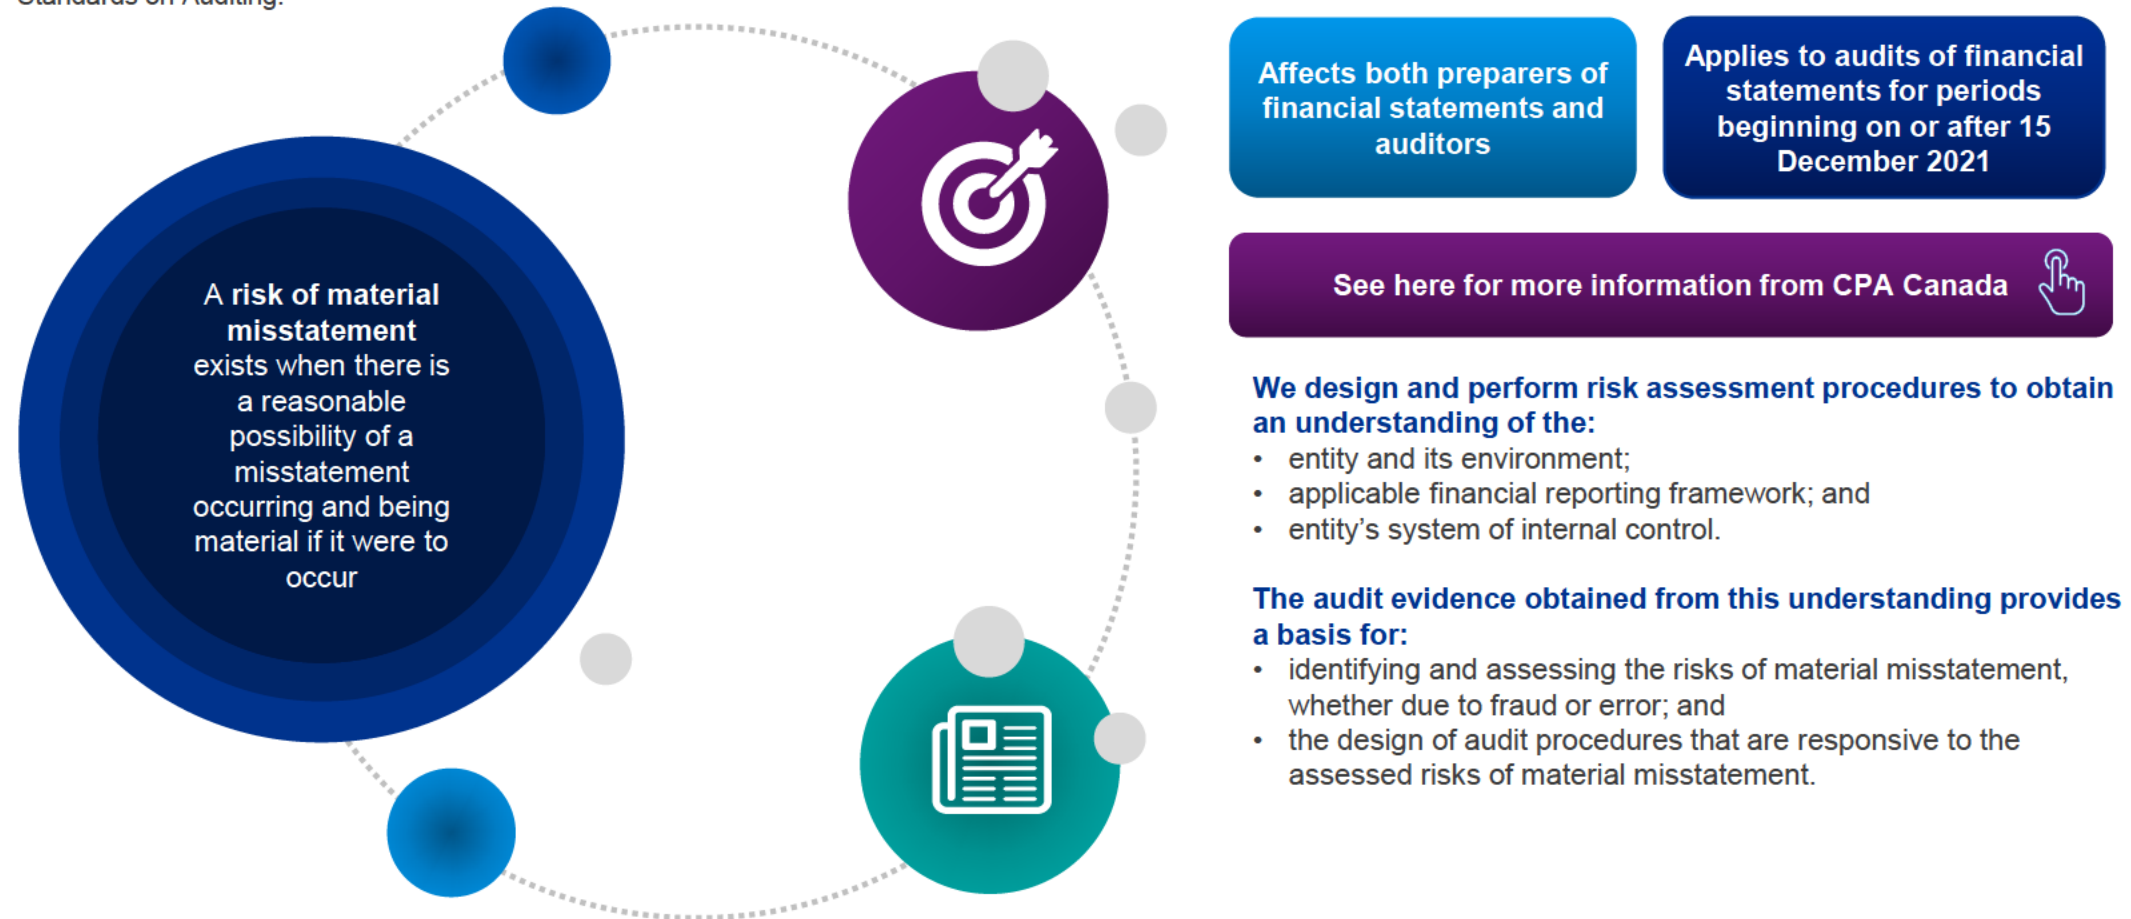 Standards on Auditing.
A risk of material
misstatement
exists when there is
a reasonable
possibility of a
misstatement
occurring and being
material if it were to
occur
Affects both preparers of
financial statements and
auditors
Applies to audits of financial
statements for periods
beginning on or after 15
December 2021
See here for more information from CPA Canada
We design and perform risk assessment procedures to obtain
an understanding of the:
• entity and its environment;
• applicable financial reporting framework; and
• entity’s system of internal control.
The audit evidence obtained from this understanding provides
a basis for:
• identifying and assessing the risks of material misstatement,
whether due to fraud or error; and
• the design of audit procedures that are responsive to the
assessed risks of material misstatement.